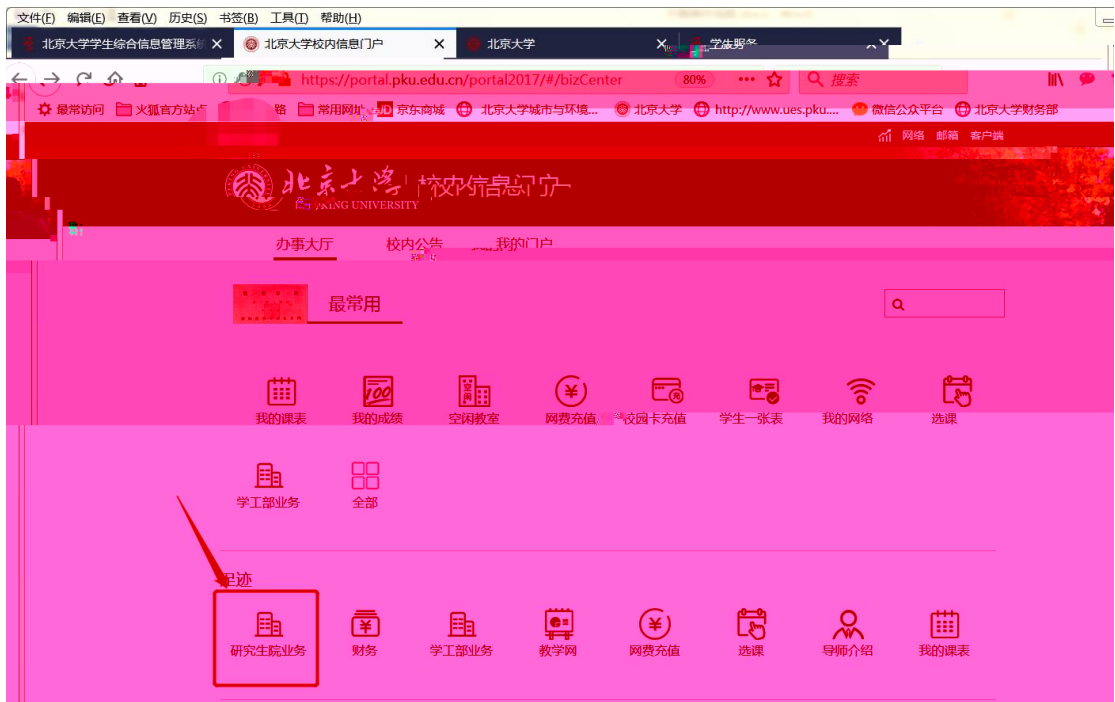 文件(F) 编辑(E) 查看(V) 历史(S) 书签(B) 工具(T) 帮助(H)
北京大学学生综合信息管理系统 北京大学校内信息门户 北京大学
https://portal.pku.edu.cn/portal2017/#/bizCenter 80% 搜索
最常访问 火狐官方站点 常用网址 JD 京东商城 北京大学城市与环境... 北京大学 http://www.ues.pku.... 微信公众平台 北京大学财务部
网络 邮箱 客户端
北京大学 校内信息门户
PEKING UNIVERSITY
办事大厅 校内公告 我的门户
最常用
我的课表 我的成绩 空闲教室 网费充值 校园卡充值 学生一张表 我的网络 选课
学工部业务 全部
足迹
研究生院业务 财务 学工部业务 教学网 网费充值 选课 导师介绍 我的课表